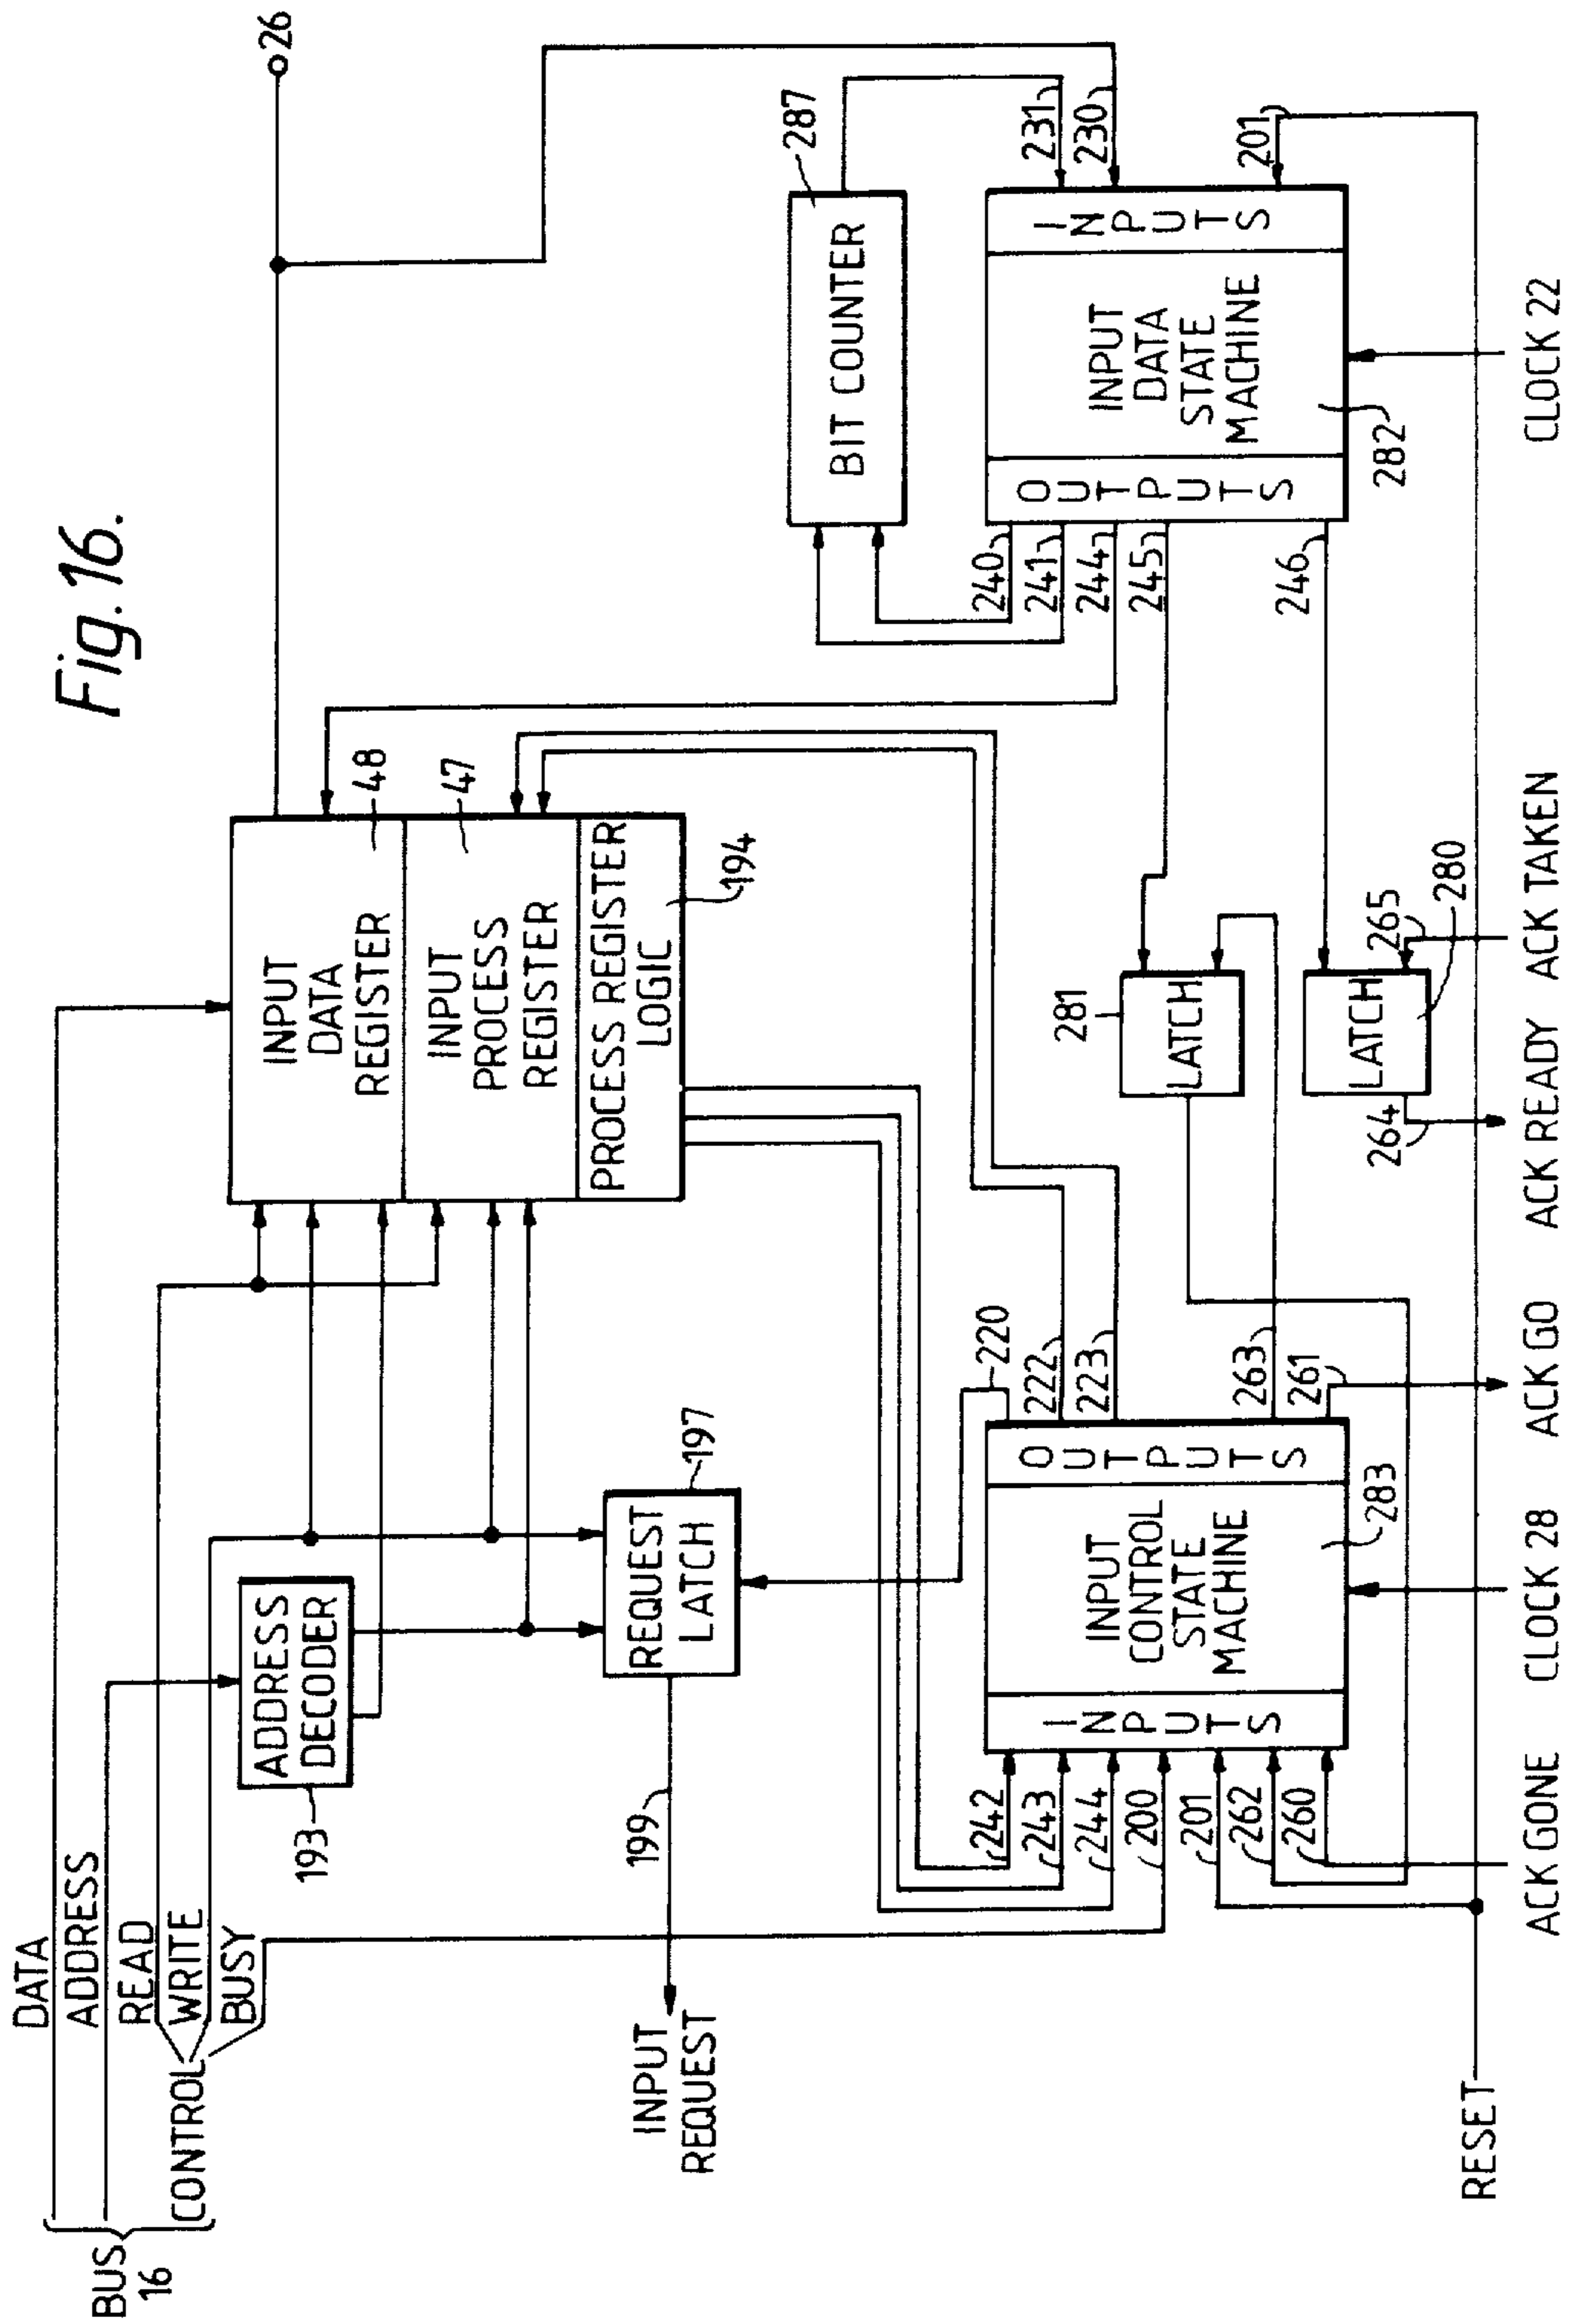 Fig. 16.
BUS
16
DATA
ADDRESS
CONTROL
READ
WRITE
BUSY
193
ADDRESS
DECODER
INPUT
DATA
REGISTER
48
INPUT
PROCESS
REGISTER
47
PROCESS REGISTER
LOGIC
194
26
INPUT
REQUEST
199
REQUEST
LATCH
197
BIT COUNTER
287
242
243
244
200
201
262
260
INPUTS
INPUT
CONTROL
STATE
MACHINE
OUTPUTS
283
220
222
223
263
261
281
LATCH
LATCH
264
265
280
240
241
244
245
246
OUTPUTS
INPUT
DATA
STATE
MACHINE
INPUTS
282
231
230
201
RESET
ACK GONE
CLOCK 28
ACK GO
ACK READY
ACK TAKEN
CLOCK 22